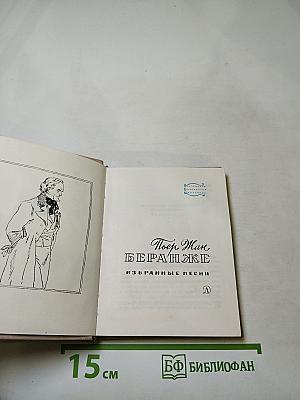 Пьер Жан
БЕРАНЖЕ
ИЗБРАННЫЕ ПЕСНИ
15 см
БФ БИБЛИОФАН